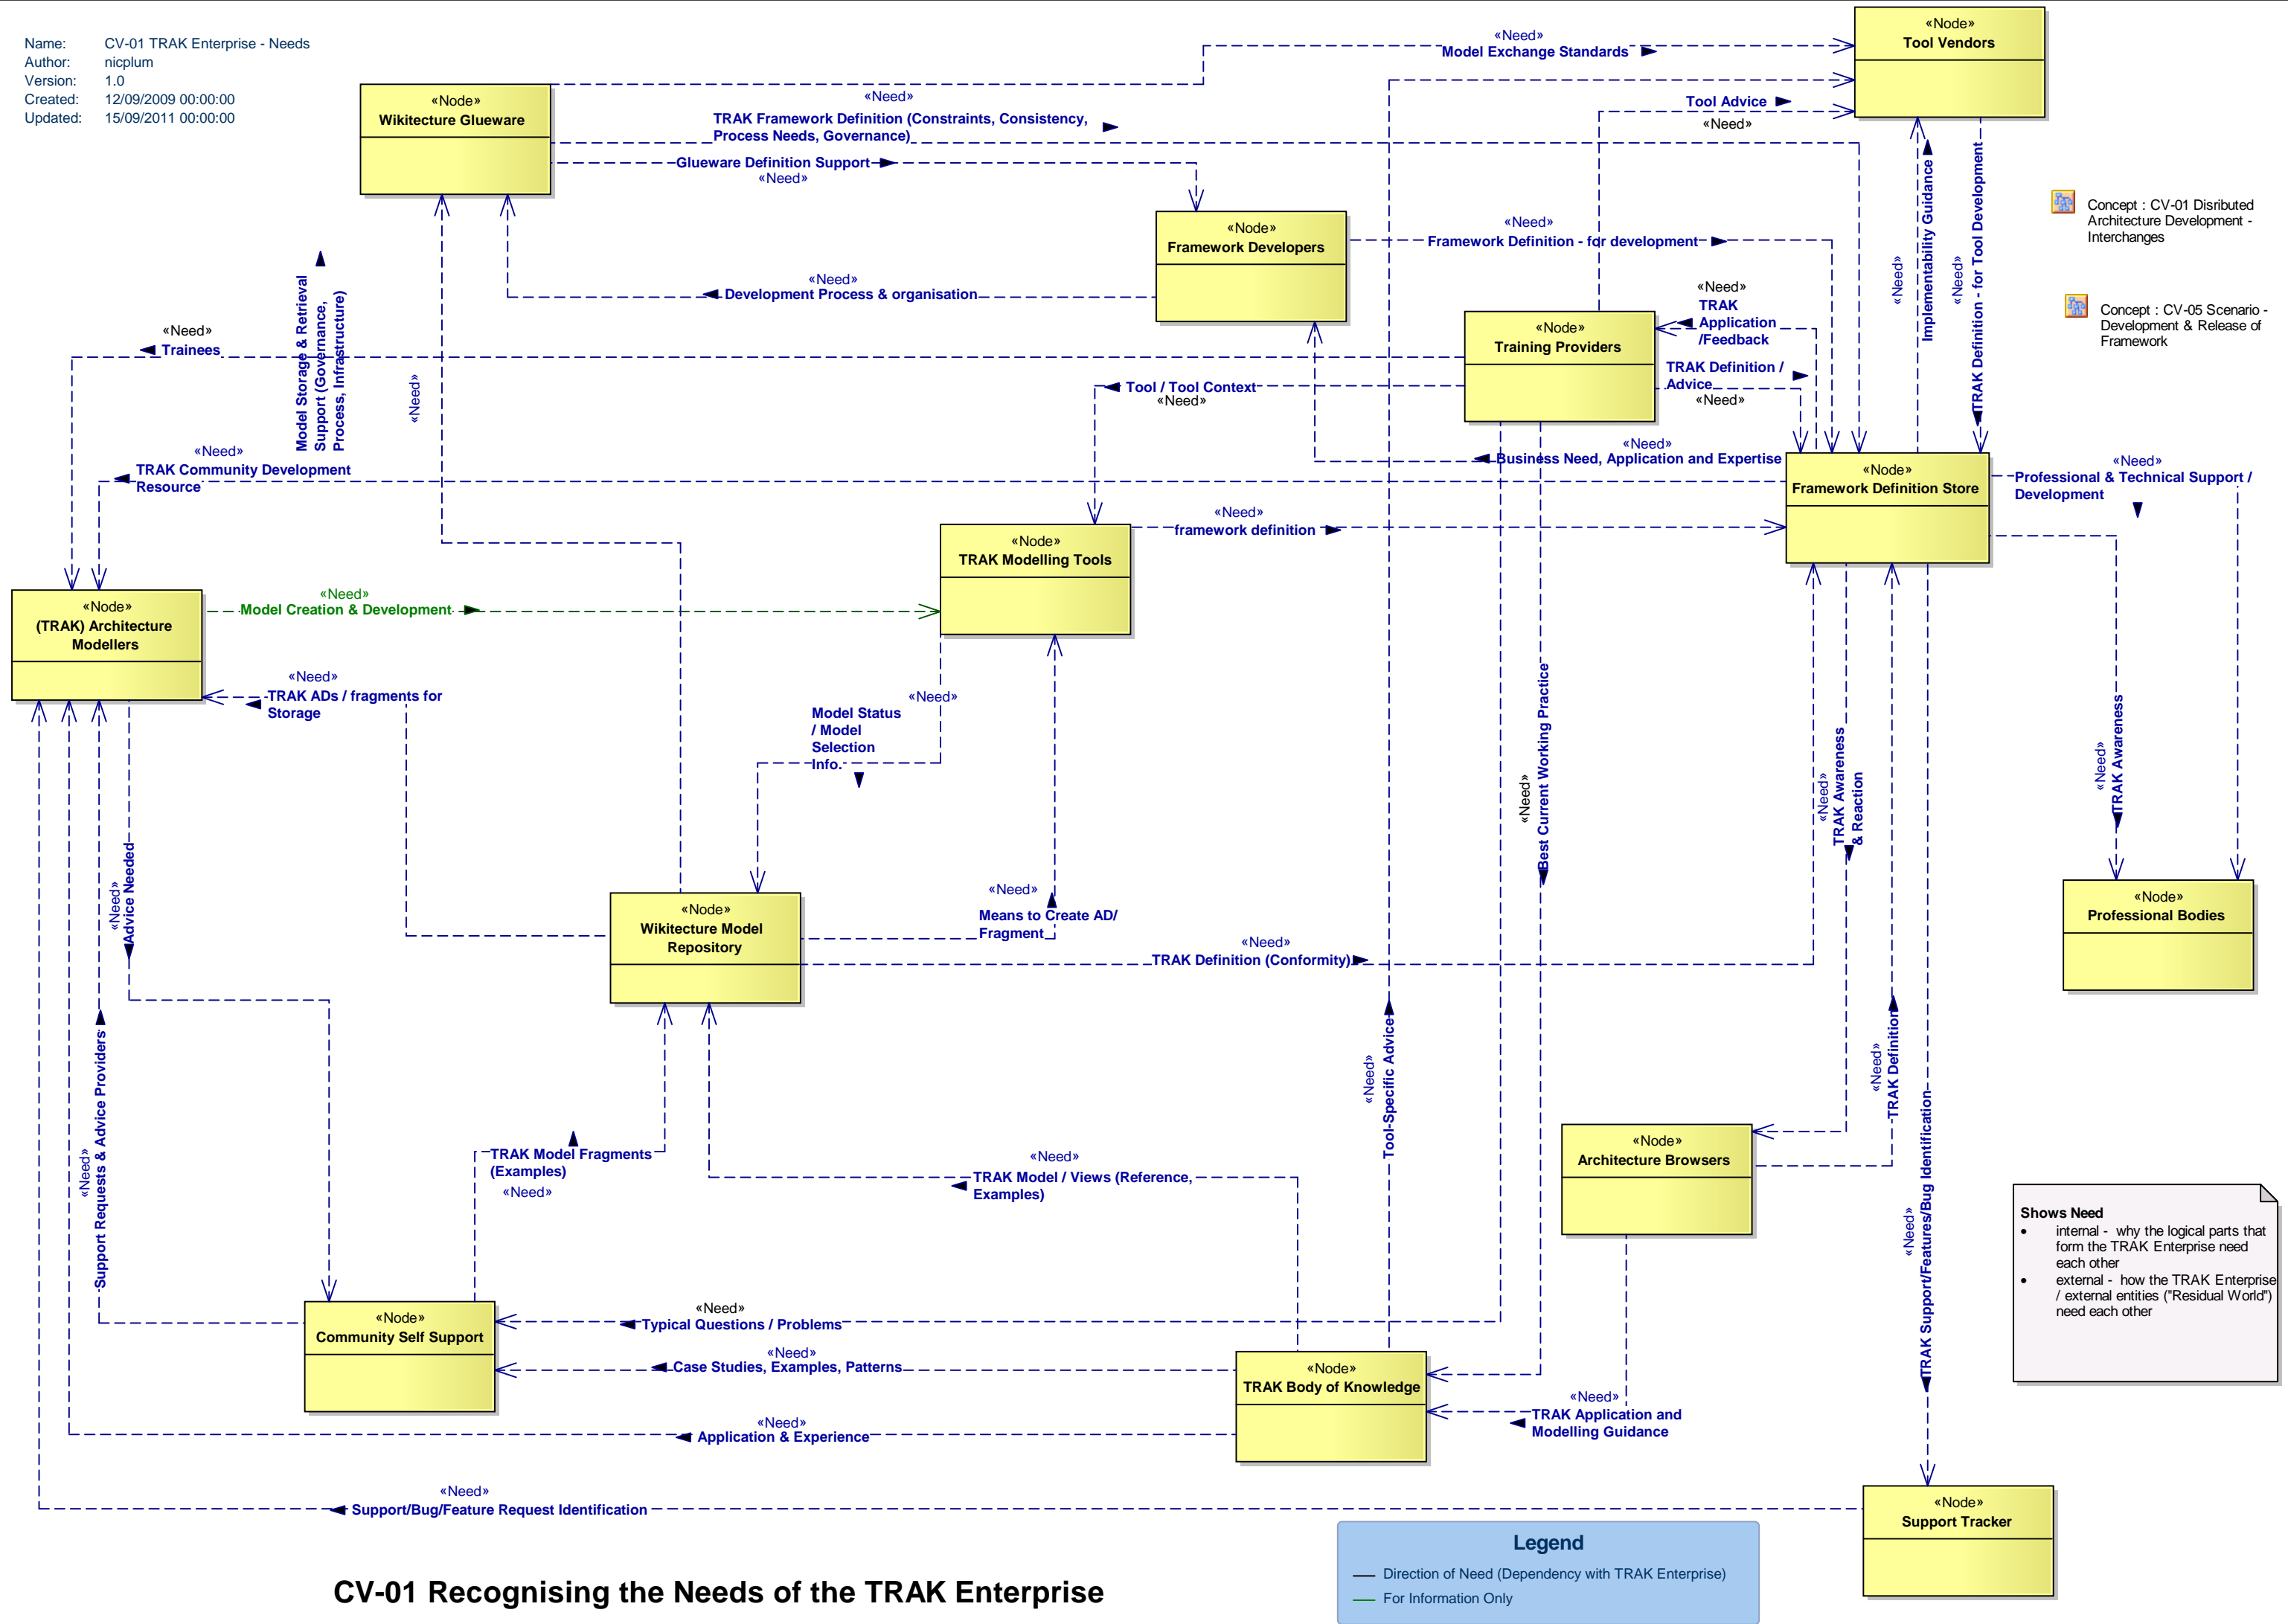 Name: CV-01 TRAK Enterprise - Needs
Author: nicplum
Version: 1.0
Created: 12/09/2009 00:00:00
Updated: 15/09/2011 00:00:00
«Node»
Tool Vendors
«Need»
Model Exchange Standards
«Node»
Wikitecture Glueware
«Need»
TRAK Framework Definition (Constraints, Consistency,
Process Needs, Governance)
Tool Advice
«Need»
Glueware Definition Support
«Need»
«Node»
Framework Developers
«Need»
Framework Definition - for development
«Need»
Implementability Guidance
«Need»
TRAK Definition - for Tool Development
Concept : CV-01 Disributed
Architecture Development -
Interchanges
Concept : CV-05 Scenario -
Development & Release of
Framework
«Need»
Development Process & organisation
Model Storage & Retrieval
Support (Governance,
Process, Infrastructure)
«Need»
«Need»
Trainees
«Node»
Training Providers
«Need»
TRAK
Application
/Feedback
TRAK Definition /
Advice
«Need»
Tool / Tool Context
«Need»
«Need»
Business Need, Application and Expertise
«Need»
TRAK Community Development
Resource
«Node»
Framework Definition Store
«Need»
Professional & Technical Support /
Development
«Node»
TRAK Modelling Tools
«Need»
framework definition
«Node»
(TRAK) Architecture
Modellers
«Need»
Model Creation & Development
«Need»
TRAK ADs / fragments for
Storage
«Need»
Model Status
/ Model
Selection
Info.
«Need»
Best Current Working Practice
«Need»
TRAK Awareness
& Reaction
«Need»
TRAK Awareness
«Need»
Advice Needed
«Node»
Wikitecture Model
Repository
«Need»
Means to Create AD/
Fragment
«Need»
TRAK Definition (Conformity)
«Node»
Professional Bodies
«Need»
Support Requests & Advice Providers
«Need»
Tool-Specific Advice
«Need»
TRAK Definition
TRAK Model Fragments
(Examples)
«Need»
«Need»
TRAK Model / Views (Reference,
Examples)
«Node»
Architecture Browsers
«Need»
TRAK Support/Features/Bug Identification
Shows Need
• internal - why the logical parts that
form the TRAK Enterprise need
each other
• external - how the TRAK Enterprise
/ external entities ("Residual World")
need each other
«Node»
Community Self Support
«Need»
Typical Questions / Problems
«Need»
Case Studies, Examples, Patterns
«Node»
TRAK Body of Knowledge
«Need»
TRAK Application and
Modelling Guidance
«Need»
Application & Experience
«Need»
Support/Bug/Feature Request Identification
«Node»
Support Tracker
CV-01 Recognising the Needs of the TRAK Enterprise
Legend
Direction of Need (Dependency with TRAK Enterprise)
For Information Only